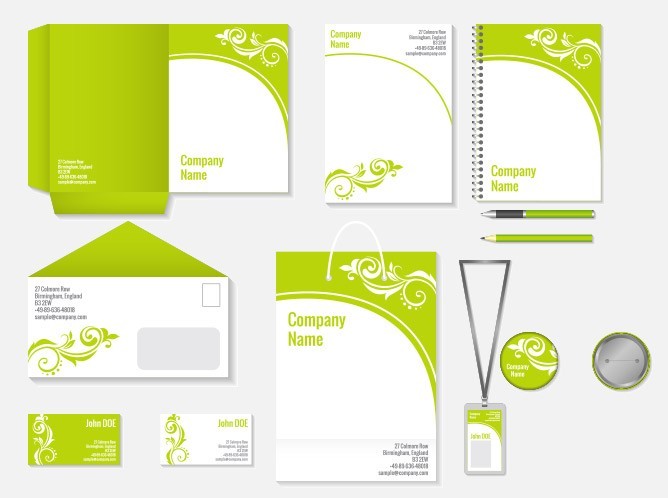 27 Colmore Row
Birmingham, England
B3 2EW
+49-89-636-48018
sample@company.com
Company
Name
Company
Name
27 Colmore Row
Birmingham, England
B3 2EW
+49-89-636-48018
sample@company.com
Company
Name
27 Colmore Row
Birmingham, England
B3 2EW
+49-89-636-48018
sample@company.com
Company
Name
27 Colmore Row
Birmingham, England
B3 2EW
+49-89-636-48018
sample@company.com
Company
Name
John DOE
27 Colmore Row
Birmingham, England
B3 2EW
+49-89-636-48018
sample@company.com
John DOE
27 Colmore Row
Birmingham, England
B3 2EW
+49-89-636-48018
sample@company.com
John DOE